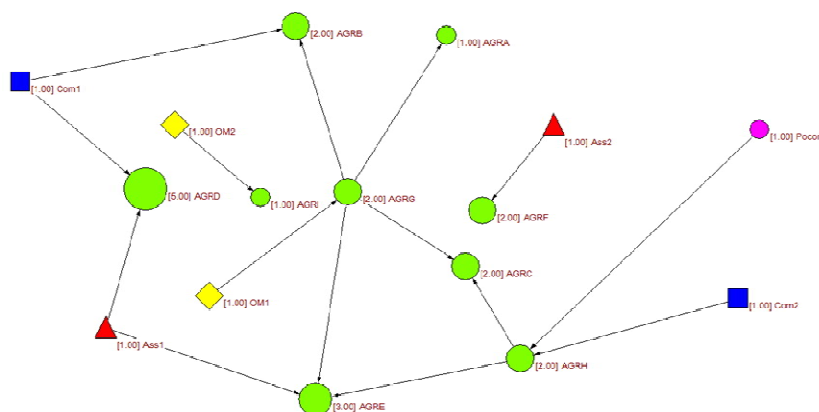 [2.00] AGRB
[1.00] AGRA
[1.00] Com1
[1.00] OM2
[1.00] Ass2
[1.00] Pocor
[5.00] AGRD
[1.00] AGRI
[2.00] AGRG
[2.00] AGRF
[2.00] AGRC
[1.00] OM1
[1.00] Com2
[1.00] Ass1
[2.00] AGRH
[3.00] AGRE